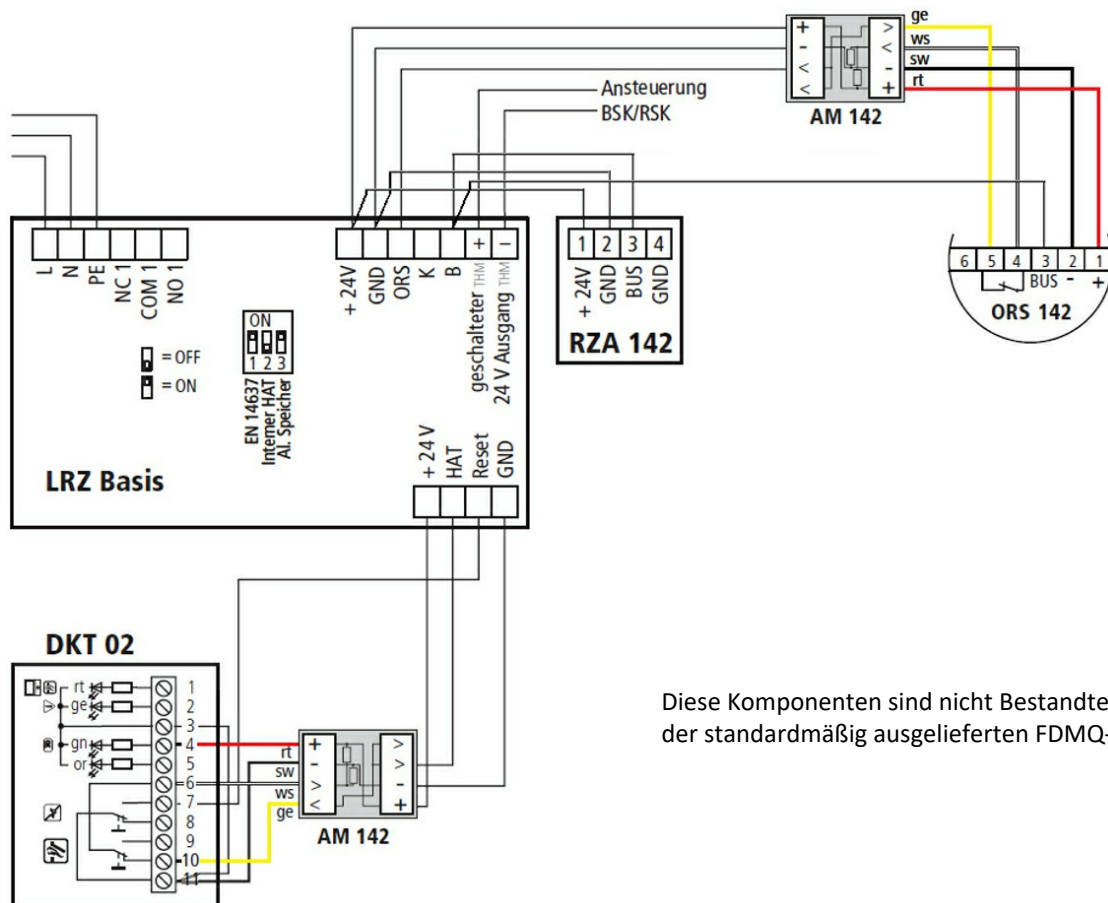 ge
ws
sw
rt
+
-
<
<
>
<
-
+
AM 142
Ansteuerung
BSK/RSK
L
N
PE
NC 1
COM 1
NO 1
+ 24V
GND
ORS
K
B
+
−
geschalteter THM
24 V Ausgang THM
1 2 3 4
+ 24V
GND
BUS
GND
RZA 142
6 5 4 3 2 1
BUS - +
ORS 142
= OFF
= ON
ON
1 2 3
EN 14637
Interner HAT
Al. Speicher
+ 24 V
HAT
Reset
GND
LRZ Basis
DKT 02
rt 1
ge 2
3
gn 4
or 5
6
7
8
9
10
11
rt
sw
ws
ge
+
-
>
<
>
>
-
+
AM 142
Diese Komponenten sind nicht Bestandte
der standardmäßig ausgelieferten FDMQ-